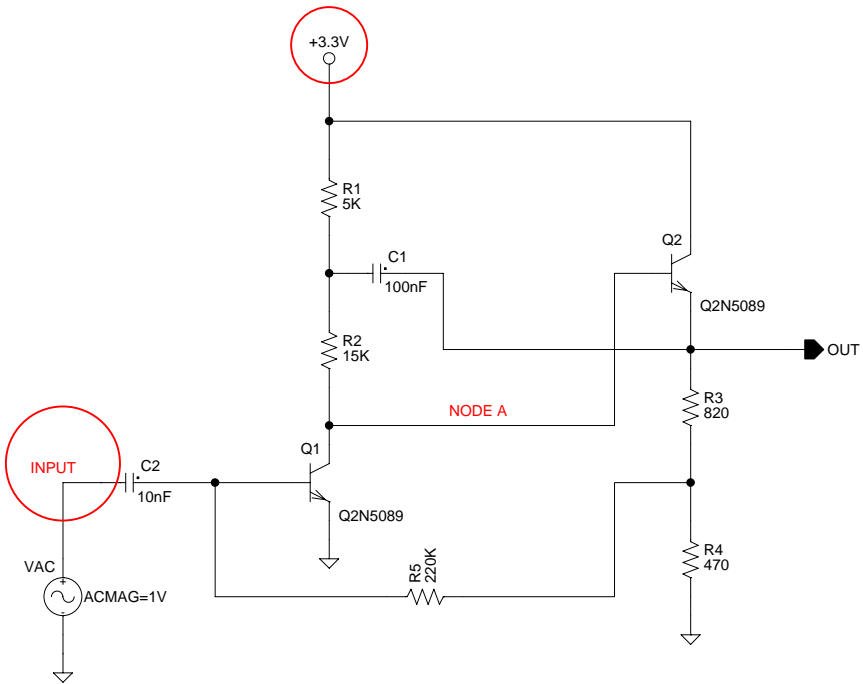 +3.3V
R1
5K
Q2
C1
100nF
Q2N5089
R2
15K
OUT
R3
820
NODE A
Q1
INPUT
C2
10nF
Q2N5089
R4
470
R5
220K
VAC
+
ACMAG=1V
-